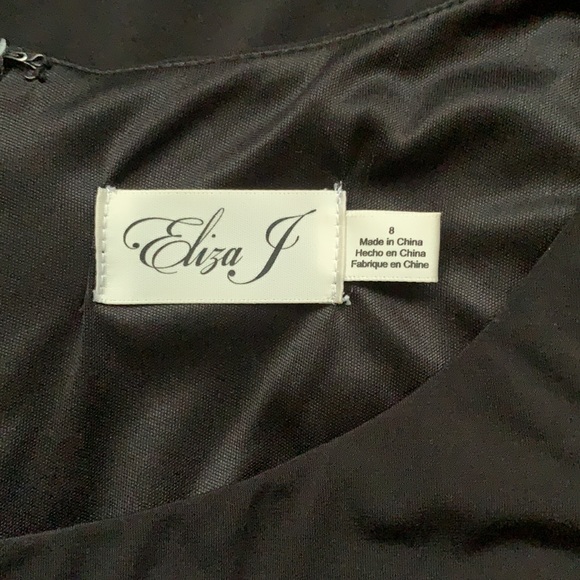 Eliza J
8
Made in China
Hecho en China
Fabrique en Chine